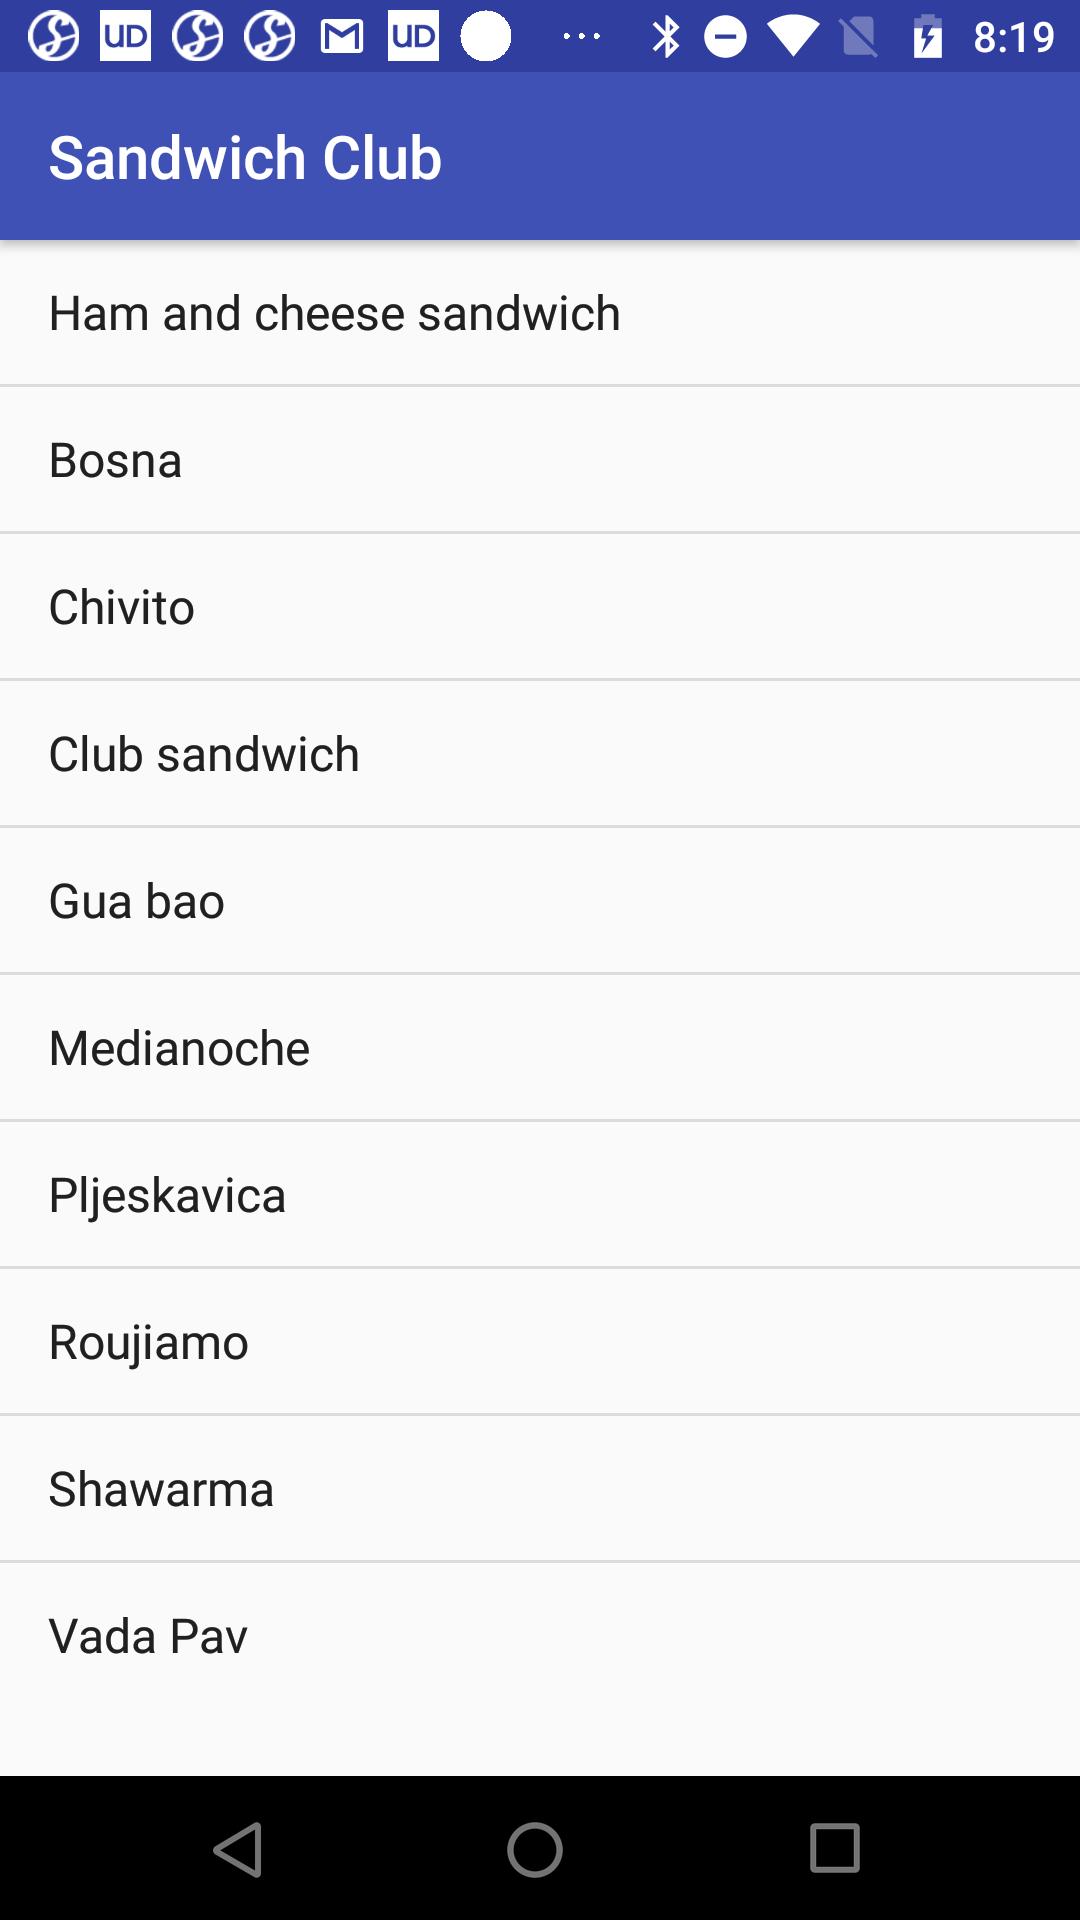 UD UD 8:19
Sandwich Club
Ham and cheese sandwich
Bosna
Chivito
Club sandwich
Gua bao
Medianoche
Pljeskavica
Roujiamo
Shawarma
Vada Pav